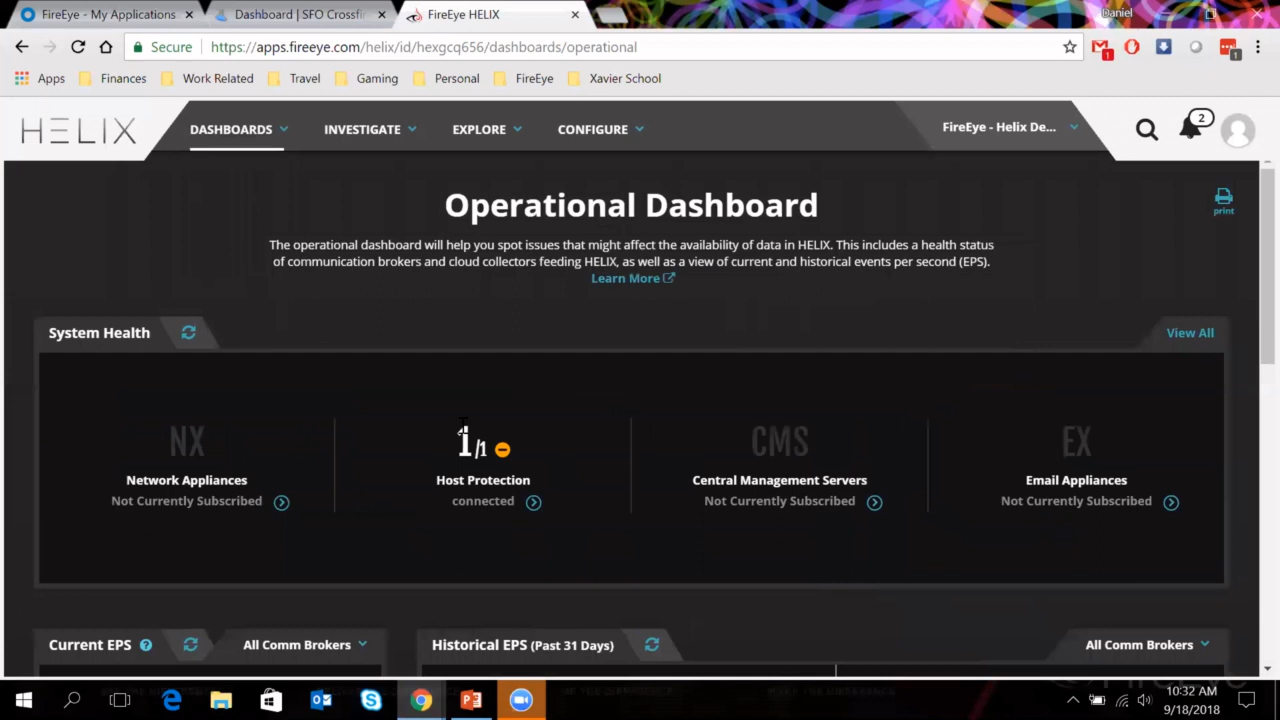 FireEye - My Applications
Dashboard | SFO Crossfi
FireEye HELIX
Daniel
Secure
https://apps.fireeye.com/helix/id/hexgcq656/dashboards/operational
1
1
Apps
Finances
Work Related
Travel
Gaming
Personal
FireEye
Xavier School
HELIX
DASHBOARDS
INVESTIGATE
EXPLORE
CONFIGURE
FireEye - Helix De...
2
Operational Dashboard
print
The operational dashboard will help you spot issues that might affect the availability of data in HELIX. This includes a health status
of communication brokers and cloud collectors feeding HELIX, as well as a view of current and historical events per second (EPS).
Learn More
System Health
View All
NX
Network Appliances
Not Currently Subscribed
1/1
Host Protection
connected
CMS
Central Management Servers
Not Currently Subscribed
EX
Email Appliances
Not Currently Subscribed
Current EPS ?
All Comm Brokers
Historical EPS (Past 31 Days)
All Comm Brokers
FireEye
10:32 AM
9/18/2018